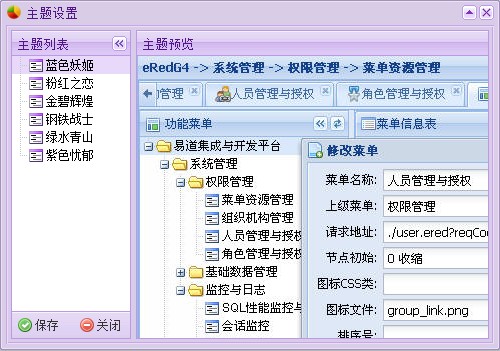 主题设置
主题列表
蓝色妖姬
粉红之恋
金碧辉煌
钢铁战士
绿水青山
紫色忧郁
保存 关闭
主题预览
eRedG4 -> 系统管理 -> 权限管理 -> 菜单资源管理
管理 人员管理与授权 角色管理与授权
功能菜单
易道集成与开发平台
系统管理
权限管理
菜单资源管理
组织机构管理
人员管理与授权
角色管理与授权
基础数据管理
监控与日志
SQL性能监控与
会话监控
菜单信息表
修改菜单
菜单名称: 人员管理与授权
上级菜单: 权限管理
请求地址: ./user.ered?reqCo
节点初始: 0 收缩
图标CSS类:
图标文件: group_link.png
排序号: